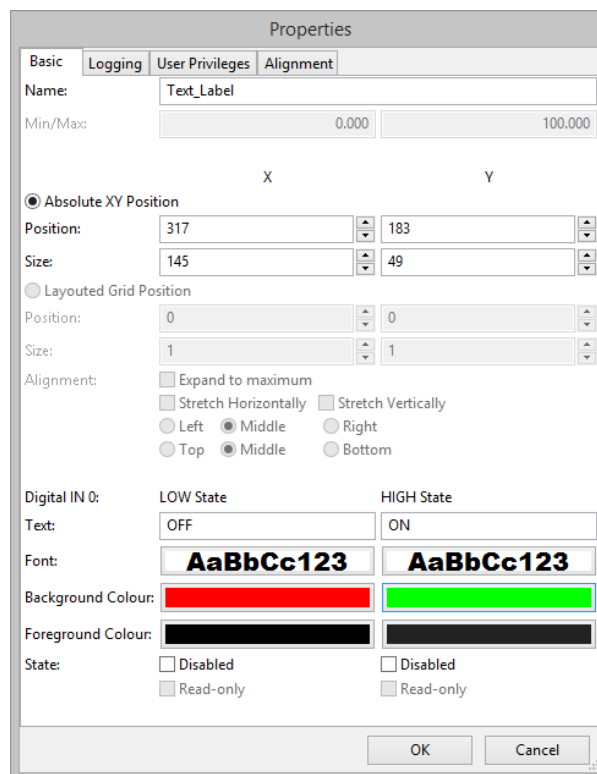 Properties
Basic Logging User Privileges Alignment
Name: Text_Label
Min/Max: 0.000 100.000
X Y
Absolute XY Position
Position: 317 183
Size: 145 49
Layouted Grid Position
Position: 0 0
Size: 1 1
Alignment: Expand to maximum
Stretch Horizontally Stretch Vertically
Left Middle Right
Top Middle Bottom
Digital IN 0: LOW State HIGH State
Text: OFF ON
Font: AaBbCc123 AaBbCc123
Background Colour:
Foreground Colour:
State: Disabled Disabled
Read-only Read-only
OK Cancel